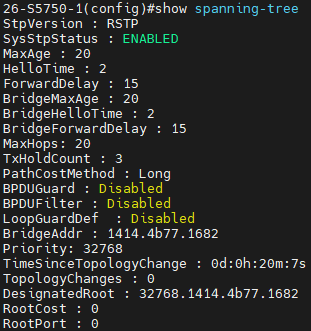 26-S5750-1(config)#show spanning-tree
StpVersion : RSTP
SysStpStatus : ENABLED
MaxAge : 20
HelloTime : 2
ForwardDelay : 15
BridgeMaxAge : 20
BridgeHelloTime : 2
BridgeForwardDelay : 15
MaxHops: 20
TxHoldCount : 3
PathCostMethod : Long
BPDUGuard : Disabled
BPDUFilter : Disabled
LoopGuardDef  : Disabled
BridgeAddr : 1414.4b77.1682
Priority: 32768
TimeSinceTopologyChange : 0d:0h:20m:7s
TopologyChanges : 0
DesignatedRoot : 32768.1414.4b77.1682
RootCost : 0
RootPort : 0